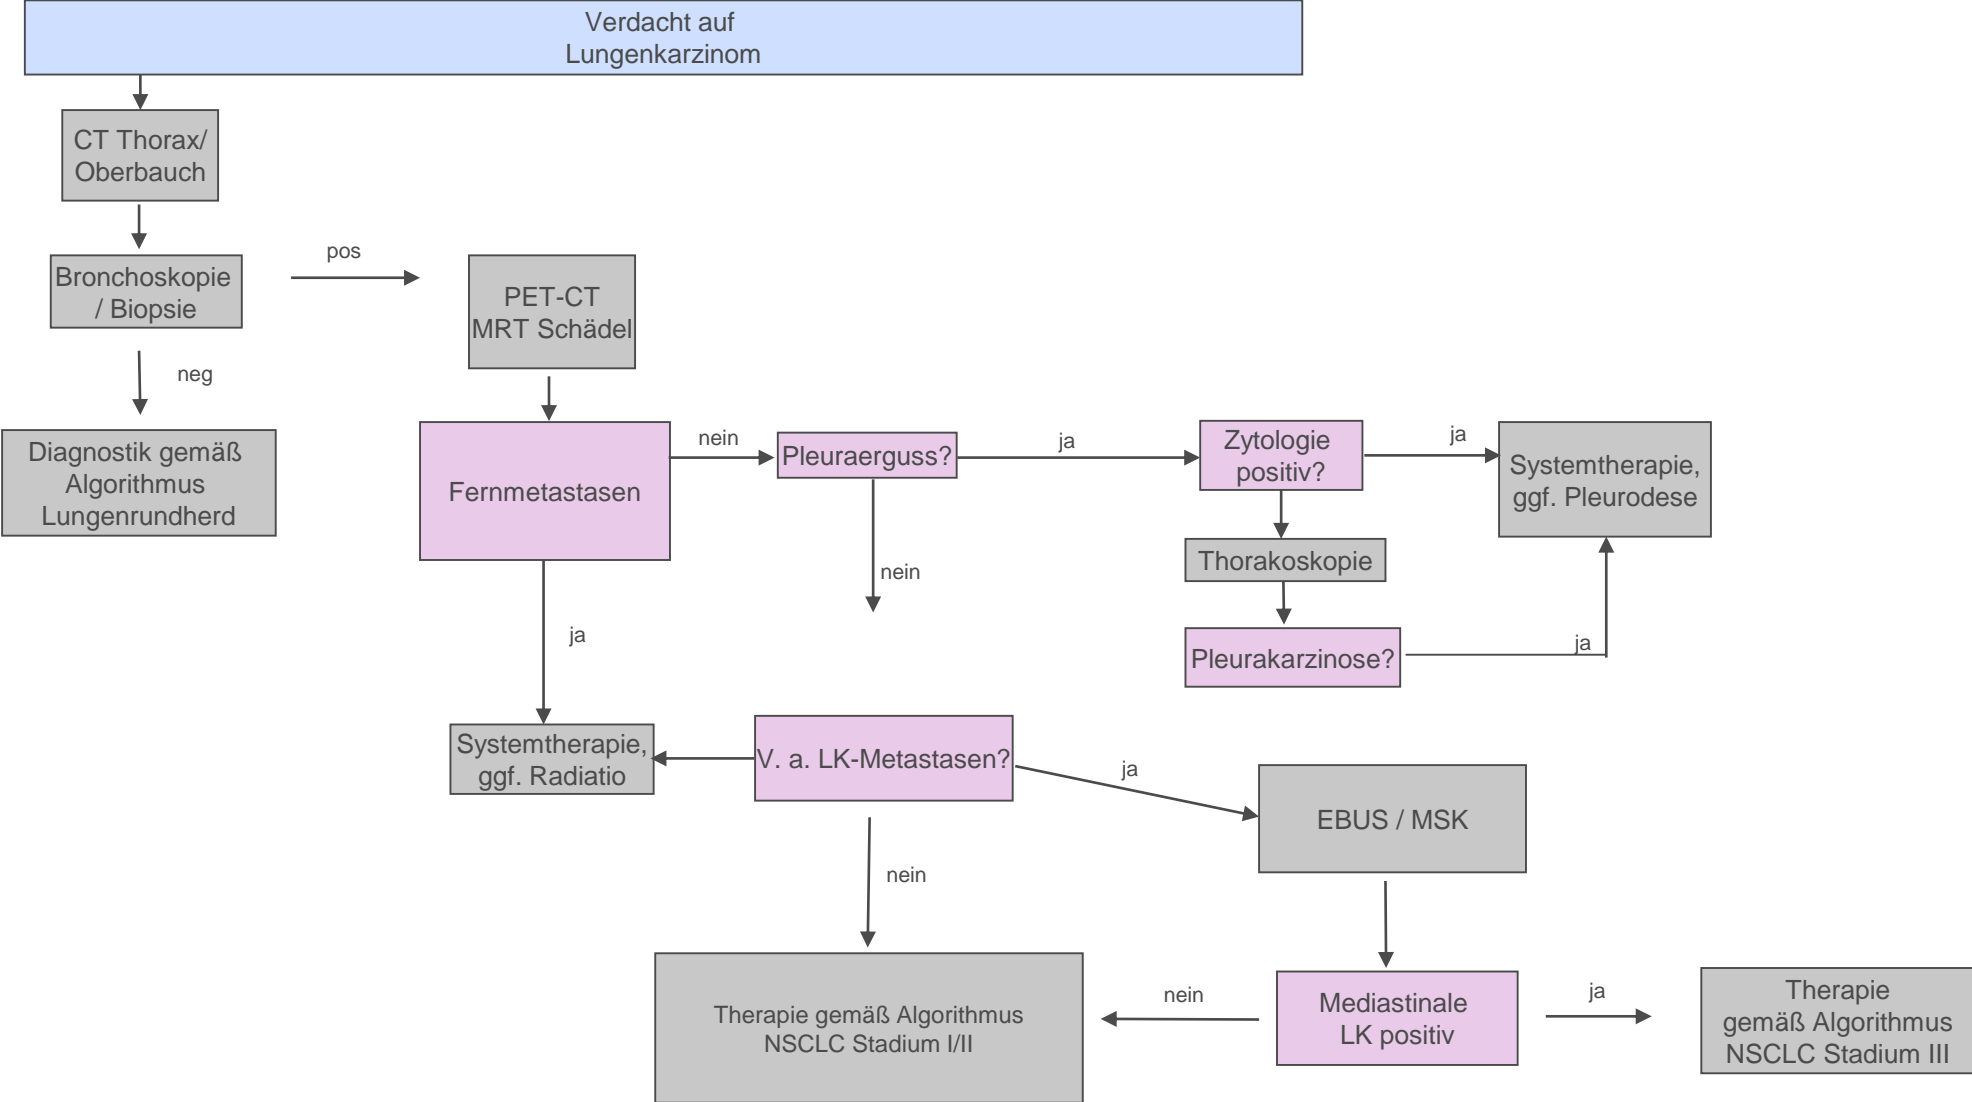 Verdacht auf
Lungenkarzinom
CT Thorax/
Oberbauch
Bronchoskopie
/ Biopsie
pos
PET-CT
MRT Schädel
neg
Diagnostik gemäß
Algorithmus
Lungenrundherd
Fernmetastasen
nein
Pleuraerguss?
ja
Zytologie
positiv?
ja
Systemtherapie,
ggf. Pleurodese
Thorakoskopie
nein
Pleurakarzinose?
ja
ja
Systemtherapie,
ggf. Radiatio
V. a. LK-Metastasen?
ja
EBUS / MSK
nein
Therapie gemäß Algorithmus
NSCLC Stadium I/II
nein
Mediastinale
LK positiv
ja
Therapie
gemäß Algorithmus
NSCLC Stadium III